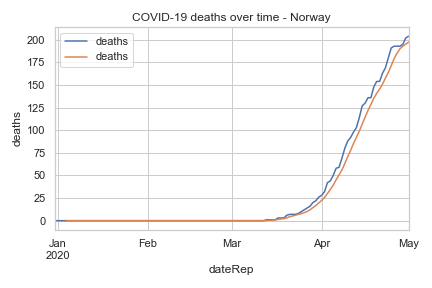 COVID-19 deaths over time - Norway
deaths
deaths
200
175
150
125
100
75
50
25
0
deaths
Jan
2020
Feb
Mar
Apr
May
dateRep